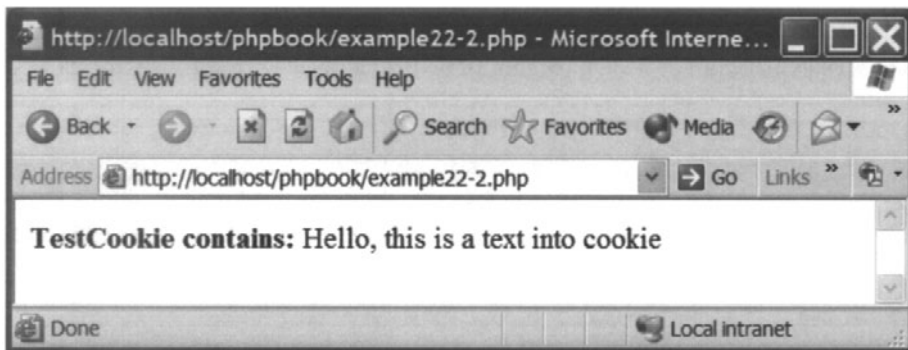 http://localhost/phpbook/example22-2.php - Microsoft Interne...
File Edit View Favorites Tools Help
Back Search Favorites Media »
Address http://localhost/phpbook/example22-2.php Go Links »
TestCookie contains: Hello, this is a text into cookie
Done Local intranet